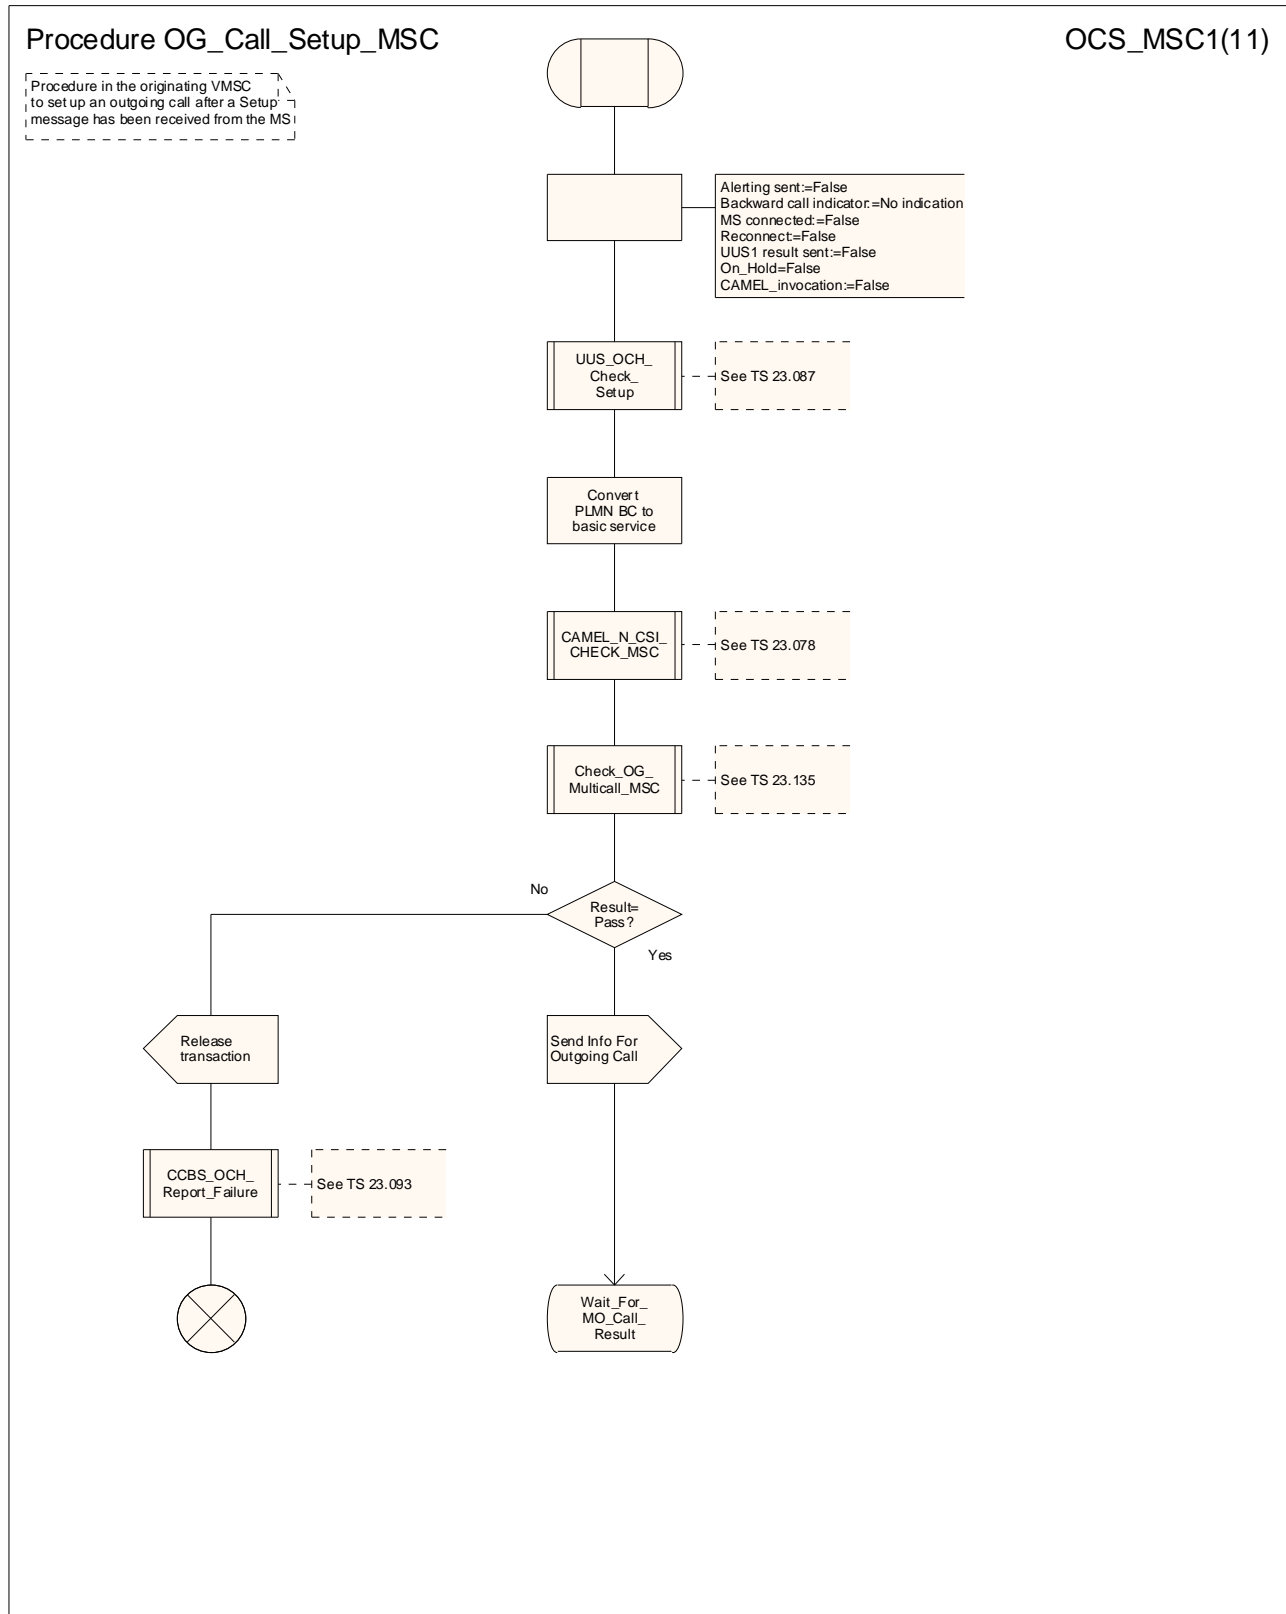 Procedure OG_Call_Setup_MSC
OCS_MSC1(11)
Procedure in the originating VMSC
to set up an outgoing call after a Setup
message has been received from the MS
Alerting sent:=False
Backward call indicator:=No indication
MS connected:=False
Reconnect:=False
UUS1 result sent:=False
On_Hold=False
CAMEL_invocation:=False
UUS_OCH_
Check_
Setup
See TS 23.087
Convert
PLMN BC to
basic service
CAMEL_N_CSI_
CHECK_MSC
See TS 23.078
Check_OG_
Multicall_MSC
See TS 23.135
No
Result=
Pass?
Yes
Release
transaction
Send Info For
Outgoing Call
CCBS_OCH_
Report_Failure
See TS 23.093
Wait_For_
MO_Call_
Result